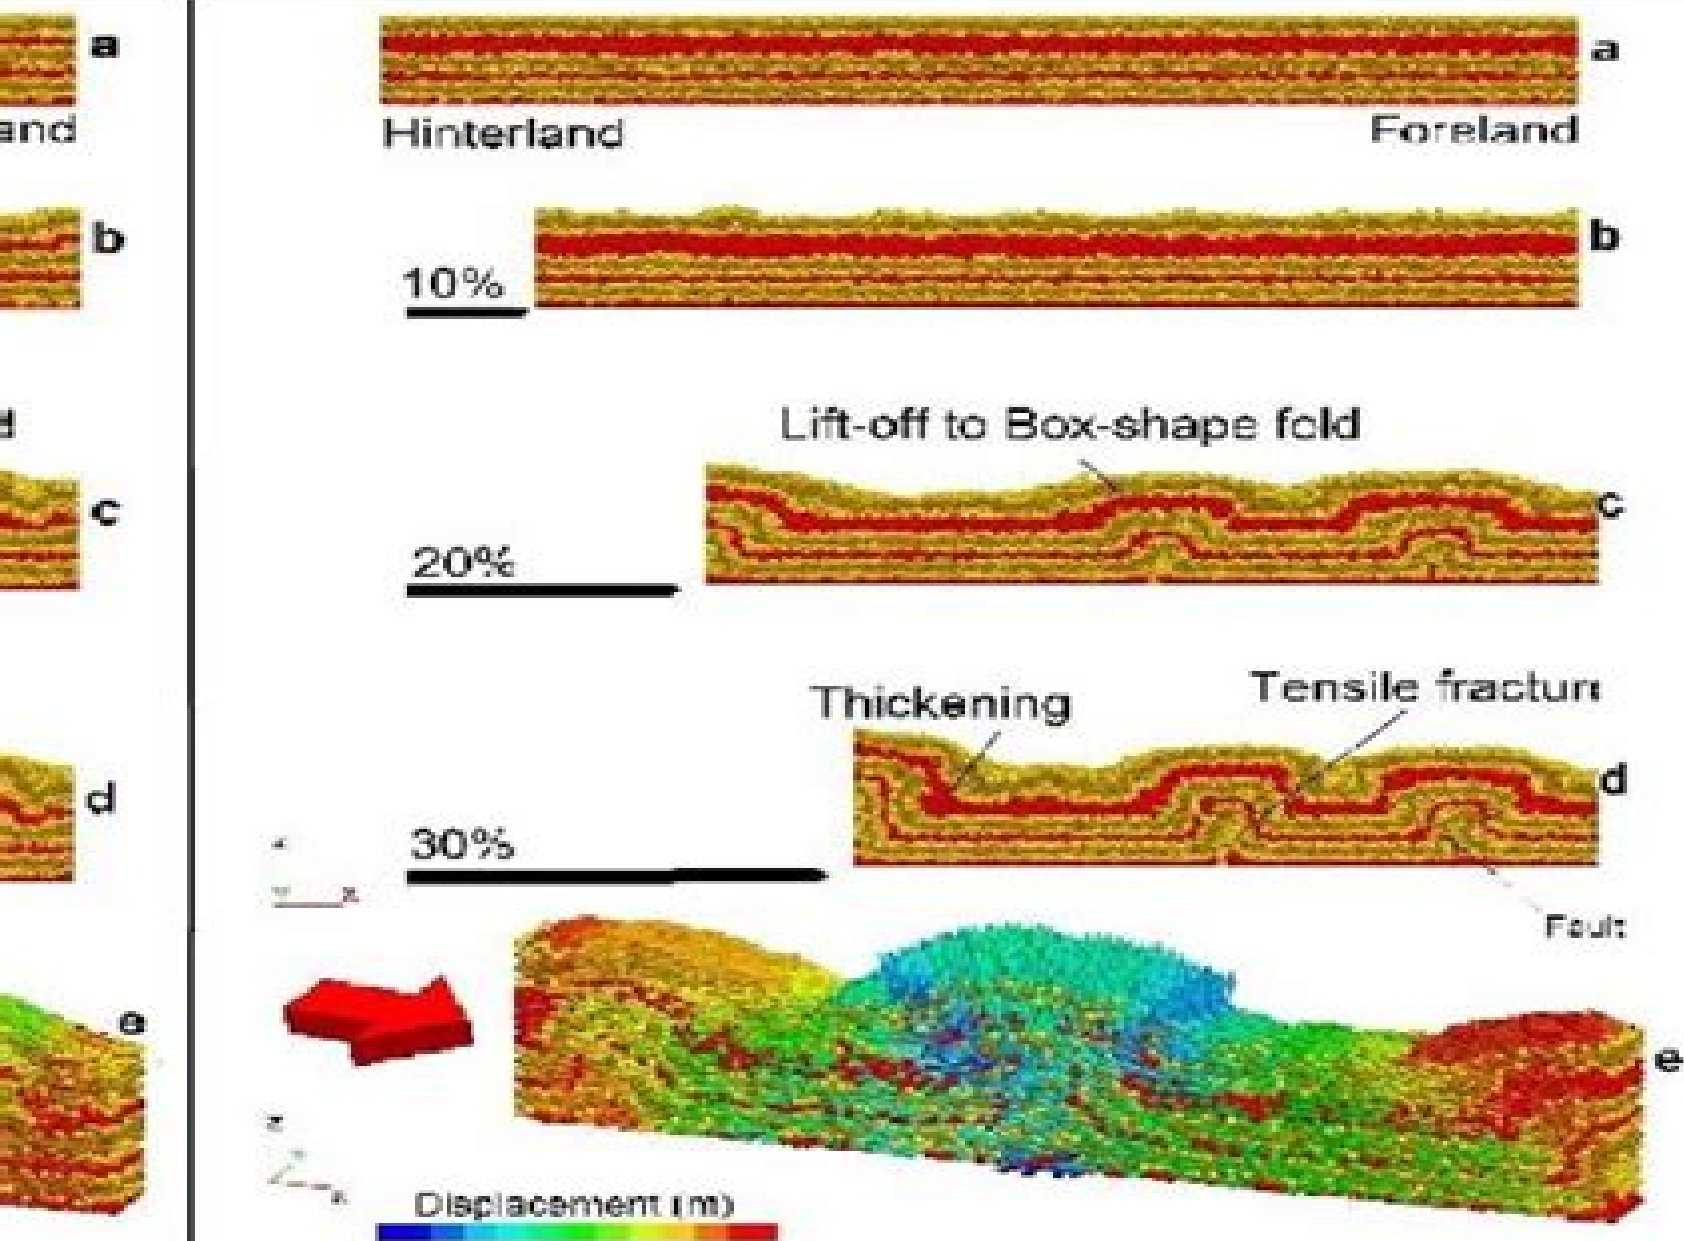 a
a
and
Hinterland
Foreland
b
b
10%
Lift-off to Box-shape fold
c
c
20%
Thickening
Tensile fractur
d
d
30%
Fault
e
e
Displacement (m)